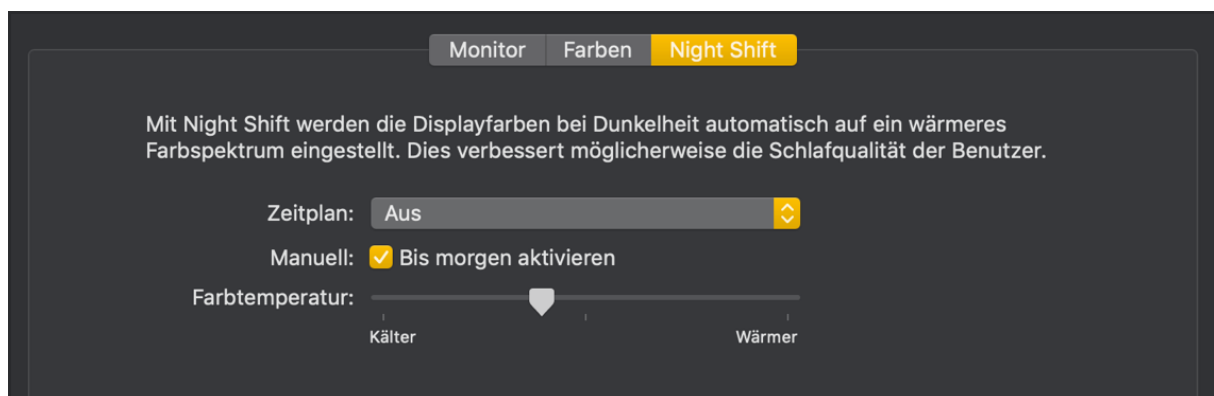 Monitor Farben Night Shift
Mit Night Shift werden die Displayfarben bei Dunkelheit automatisch auf ein wärmeres
Farbspektrum eingestellt. Dies verbessert möglicherweise die Schlafqualität der Benutzer.
Zeitplan: Aus
Manuell: Bis morgen aktivieren
Farbtemperatur:
Kälter Wärmer